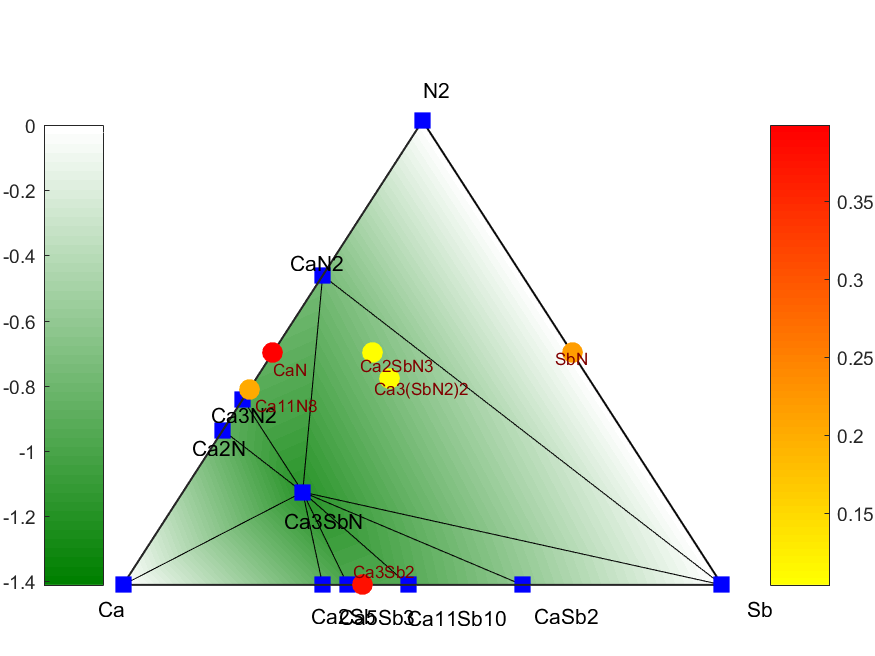 N2
0
-0.2
-0.4
-0.6
-0.8
-1
-1.2
-1.4
0.35
0.3
0.25
0.2
0.15
CaN2
SbN
Ca2SbN3
CaN
Ca3(SbN2)2
Ca11N8
Ca3N2
Ca2N
Ca3SbN
Ca3Sb2
Ca
Ca2Sb
Ca5Sb3
Ca11Sb10
CaSb2
Sb